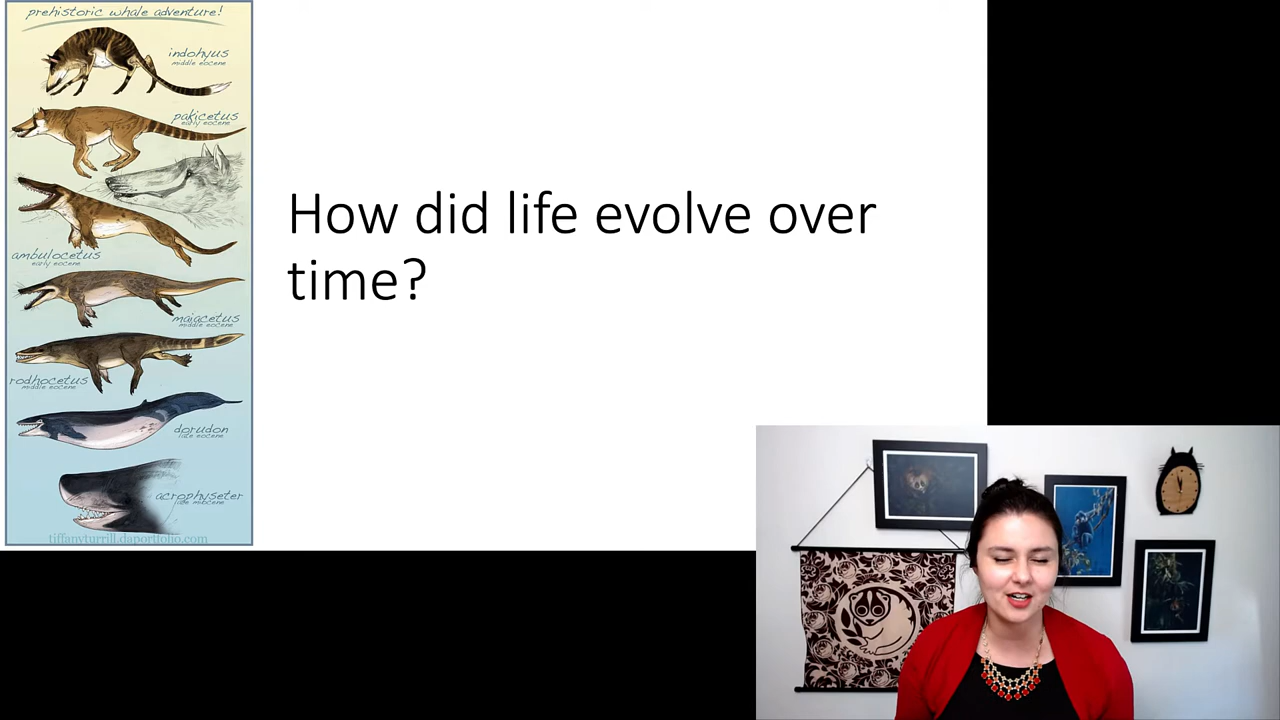 prehistoric whale adventure!
indohyus
middle eocene
pakicetus
early eocene
ambulocetus
early eocene
maiacetus
middle eocene
rodhocetus
middle eocene
dorudon
late eocene
acrophyseter
late miocene
tiffanyturrill.daportfolio.com
How did life evolve over
time?